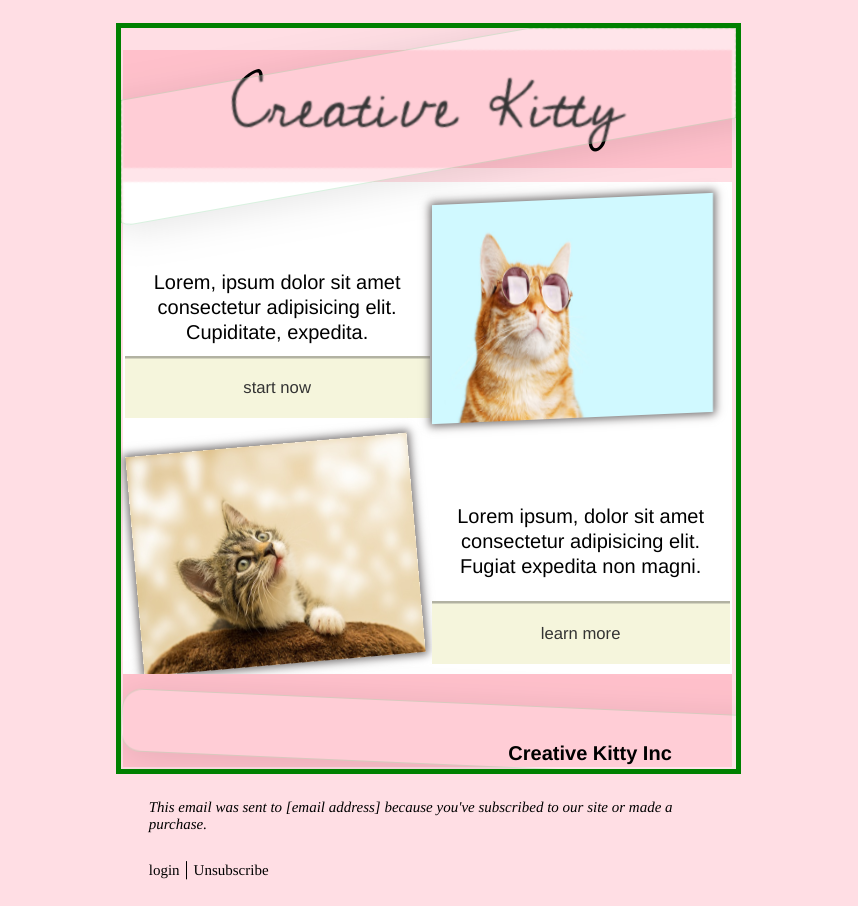 Creative Kitty
Lorem, ipsum dolor sit amet
consectetur adipisicing elit.
Cupiditate, expedita.
start now
Lorem ipsum, dolor sit amet
consectetur adipisicing elit.
Fugiat expedita non magni.
learn more
Creative Kitty Inc
This email was sent to [email address] because you've subscribed to our site or made a
purchase.
login | Unsubscribe